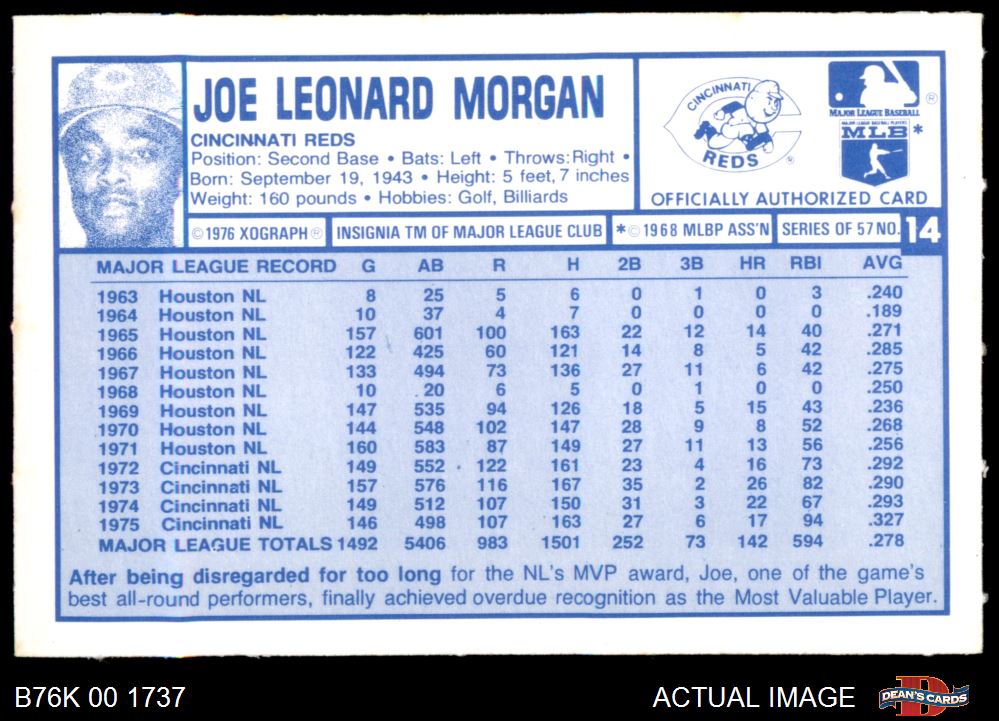 JOE LEONARD MORGAN
CINCINNATI REDS
Position: Second Base • Bats: Left • Throws: Right •
Born: September 19, 1943 • Height: 5 feet, 7 inches
Weight: 160 pounds • Hobbies: Golf, Billiards
CINCINNATI
REDS
®
MAJOR LEAGUE BASEBALL
®
MAJOR LEAGUE BASEBALL PLAYERS
MLB*
OFFICIALLY AUTHORIZED CARD
©1976 XOGRAPH® INSIGNIA TM OF MAJOR LEAGUE CLUB *©1968 MLBP ASS'N SERIES OF 57 NO. 14
MAJOR LEAGUE RECORD G AB R H 2B 3B HR RBI AVG
1963 Houston NL 8 25 5 6 0 1 0 3 .240
1964 Houston NL 10 37 4 7 0 0 0 0 .189
1965 Houston NL 157 601 100 163 22 12 14 40 .271
1966 Houston NL 122 425 60 121 14 8 5 42 .285
1967 Houston NL 133 494 73 136 27 11 6 42 .275
1968 Houston NL 10 20 6 5 0 1 0 0 .250
1969 Houston NL 147 535 94 126 18 5 15 43 .236
1970 Houston NL 144 548 102 147 28 9 8 52 .268
1971 Houston NL 160 583 87 149 27 11 13 56 .256
1972 Cincinnati NL 149 552 122 161 23 4 16 73 .292
1973 Cincinnati NL 157 576 116 167 35 2 26 82 .290
1974 Cincinnati NL 149 512 107 150 31 3 22 67 .293
1975 Cincinnati NL 146 498 107 163 27 6 17 94 .327
MAJOR LEAGUE TOTALS 1492 5406 983 1501 252 73 142 594 .278
After being disregarded for too long for the NL's MVP award, Joe, one of the game's
best all-round performers, finally achieved overdue recognition as the Most Valuable Player.
B76K 00 1737 ACTUAL IMAGE DEAN'S CARDS